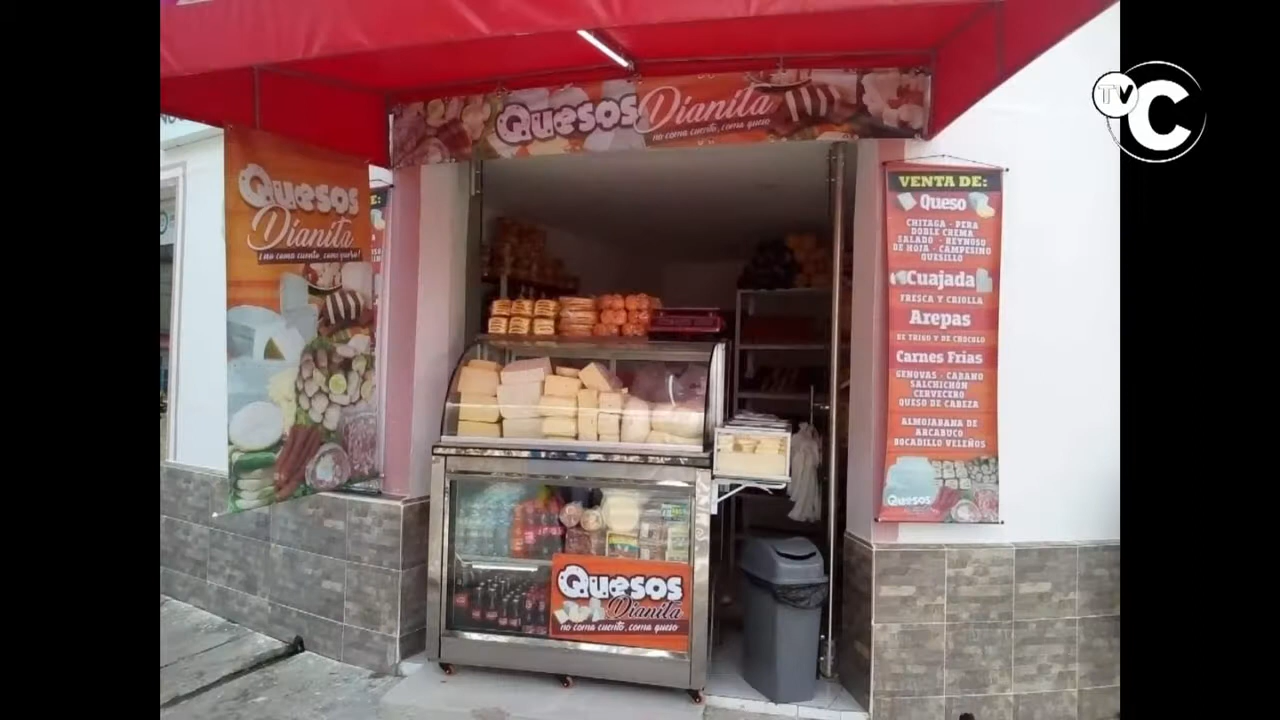 Quesos Dianita
no coma cuento, coma queso
TV C
Quesos
Dianita
¡ no coma cuento, coma queso!
VENTA DE:
Queso
CHITAGA - PERA
DOBLE CREMA
SALADO - REYNOSO
DE HOJA - CAMPESINO
QUESILLO
Cuajada
FRESCA Y CRIOLLA
Arepas
DE TRIGO Y DE CHOCOLO
Carnes Frias
GENOVAS - CABANO
SALCHICHÓN
CERVECERO
QUESO DE CABEZA
ALMOJABANA DE
ARCABUCO
BOCADILLO VELEÑOS
Quesos
Quesos
Dianita
no coma cuento, coma queso